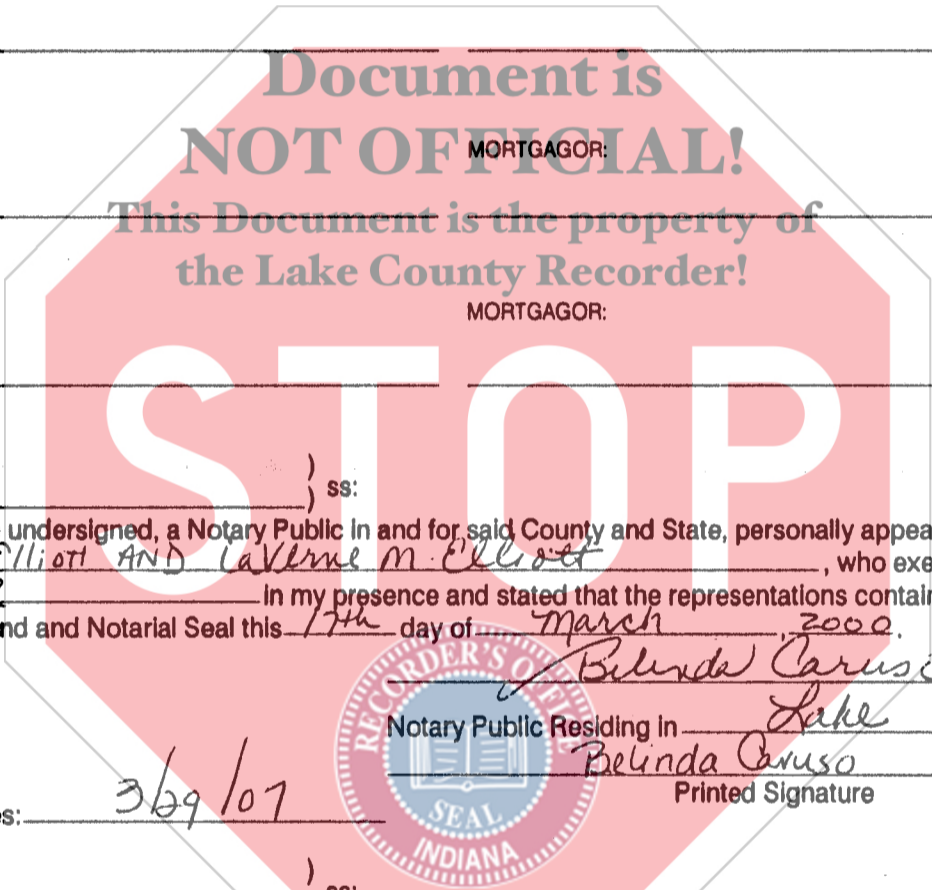 Document is
NOT OFFICIAL!
MORTGAGOR:
This Document is the property of
the Lake County Recorder!
MORTGAGOR:
STOP
) ss:
)
undersigned, a Notary Public in and for said County and State, personally appea
lliott AND LaVerne M. Elliott , who exe
in my presence and stated that the representations contain
nd and Notarial Seal this 17th day of March , 2000.
Belinda Caruso
Notary Public Residing in Lake
Belinda Caruso
Printed Signature
s: 3/29/07
RECORDER'S OFFICE
SEAL
INDIANA
)